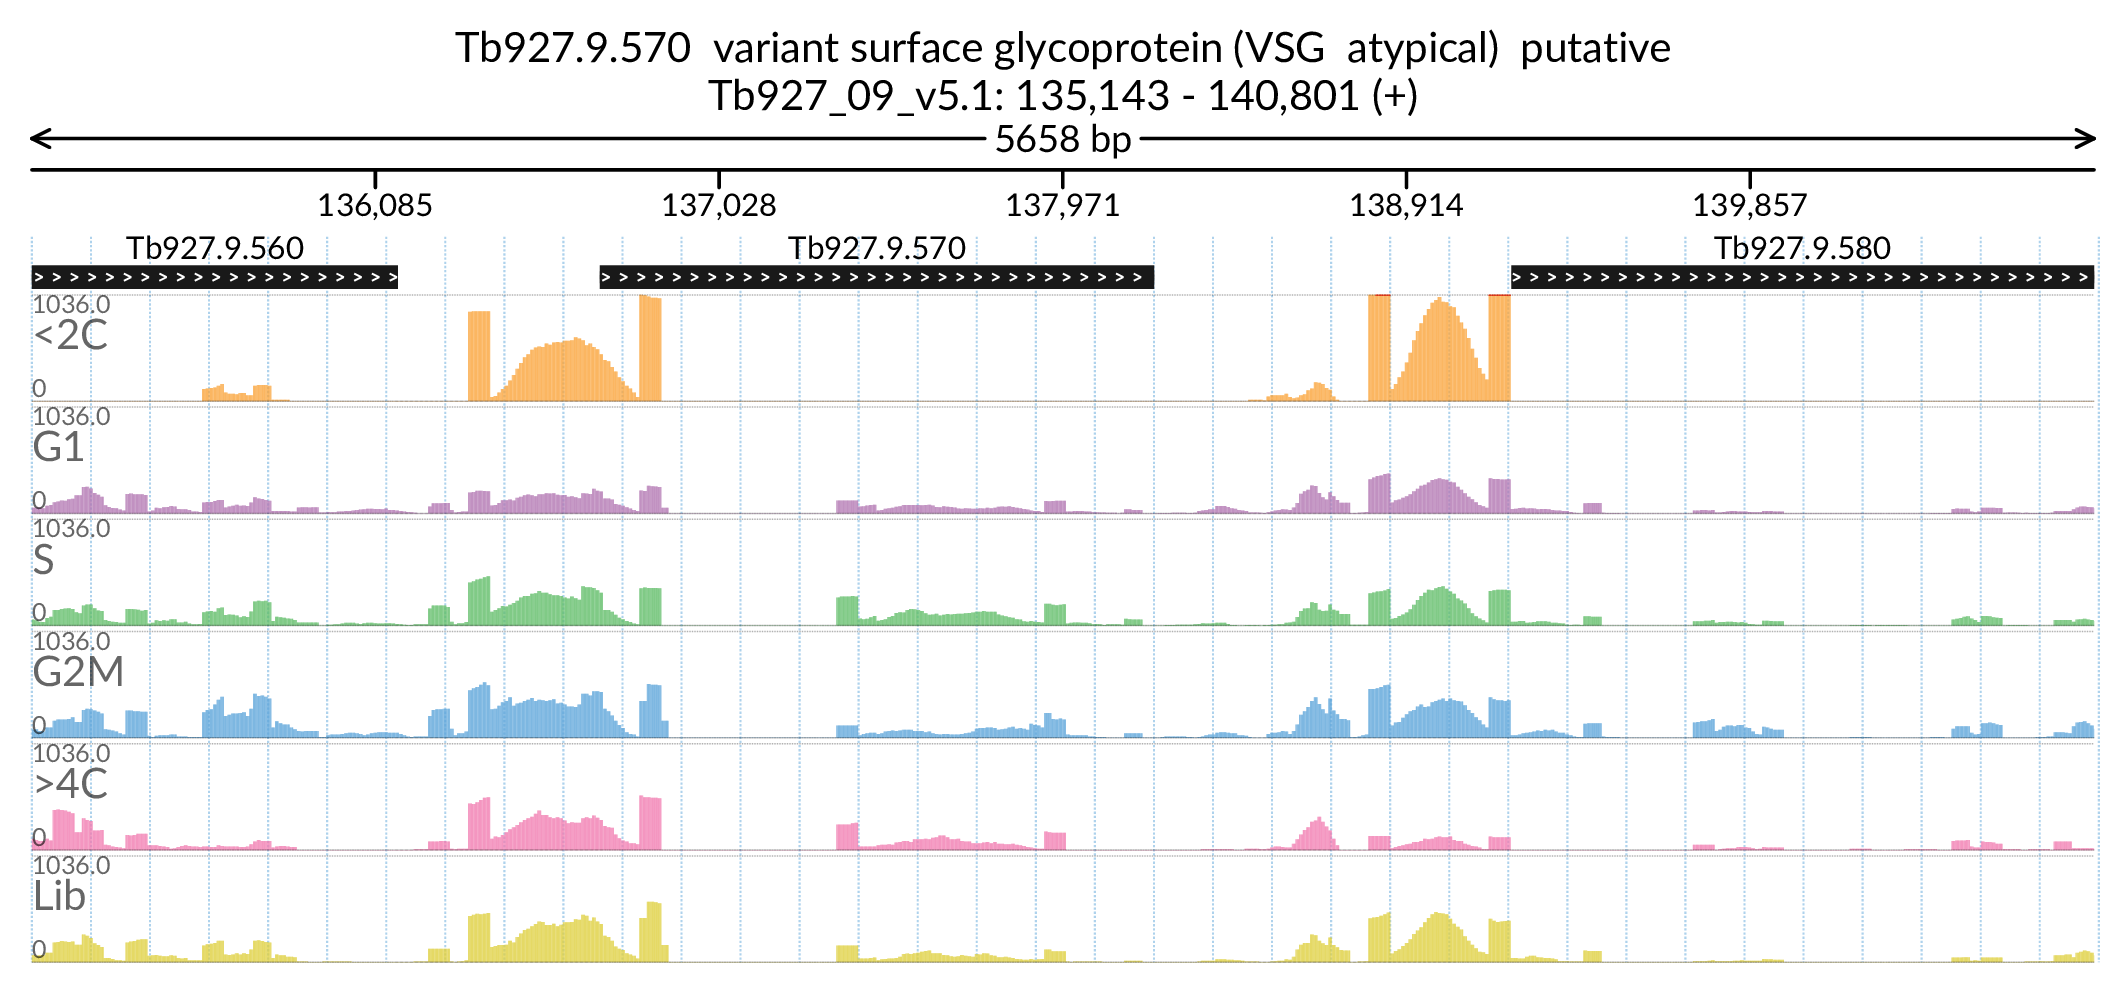 Tb927.9.570  variant surface glycoprotein (VSG  atypical)  putative
Tb927_09_v5.1: 135,143 - 140,801 (+)
5658 bp
136,085 137,028 137,971 138,914 139,857
Tb927.9.560 Tb927.9.570 Tb927.9.580
1036.0
<2C
0
1036.0
G1
0
1036.0
S
0
1036.0
G2M
0
1036.0
>4C
0
1036.0
Lib
0